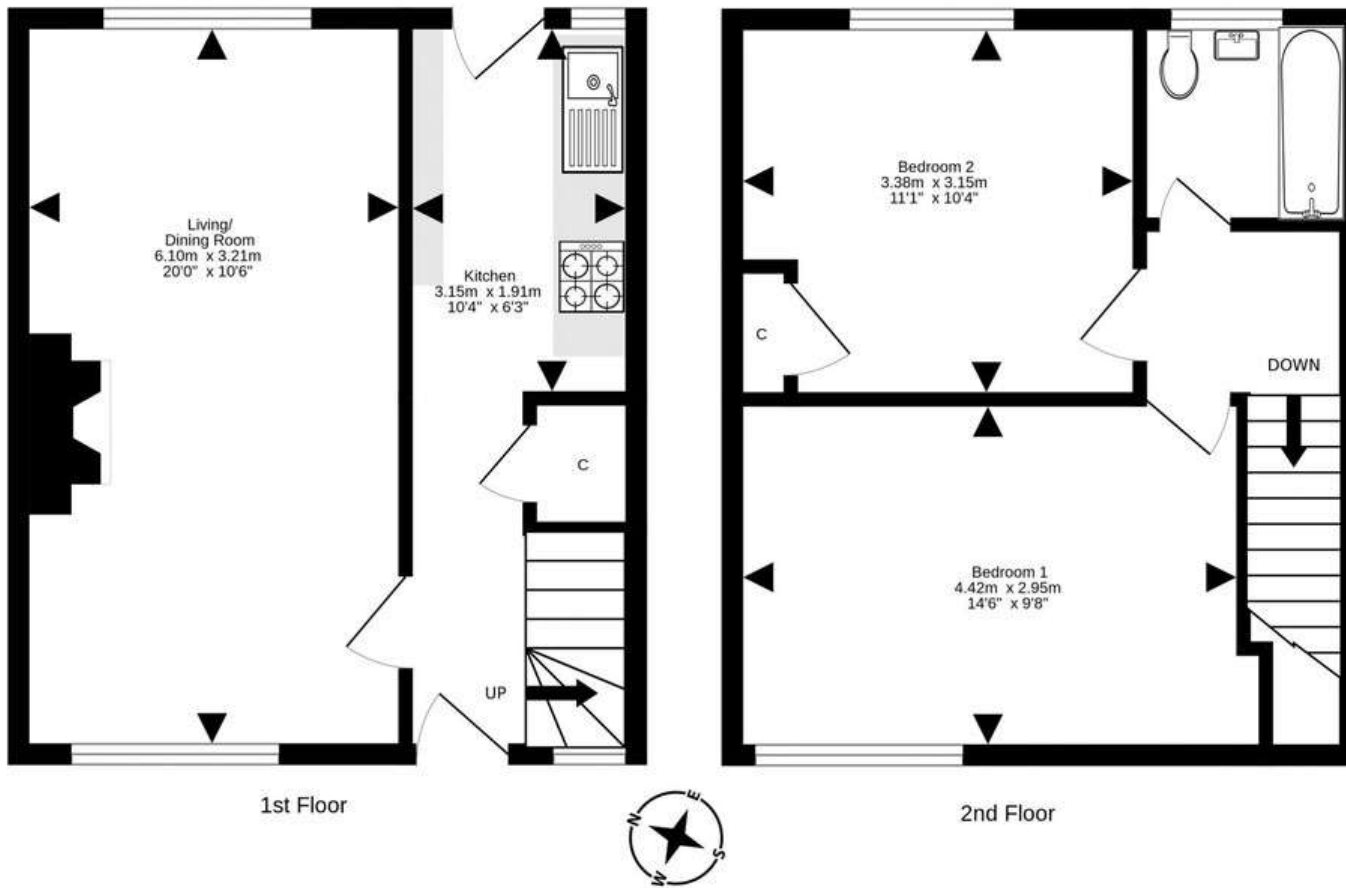 Living/
Dining Room
6.10m x 3.21m
20'0" x 10'6"
Kitchen
3.15m x 1.91m
10'4" x 6'3"
C
UP
1st Floor
Bedroom 2
3.38m x 3.15m
11'1" x 10'4"
C
DOWN
Bedroom 1
4.42m x 2.95m
14'6" x 9'8"
2nd Floor
N
E
S
W